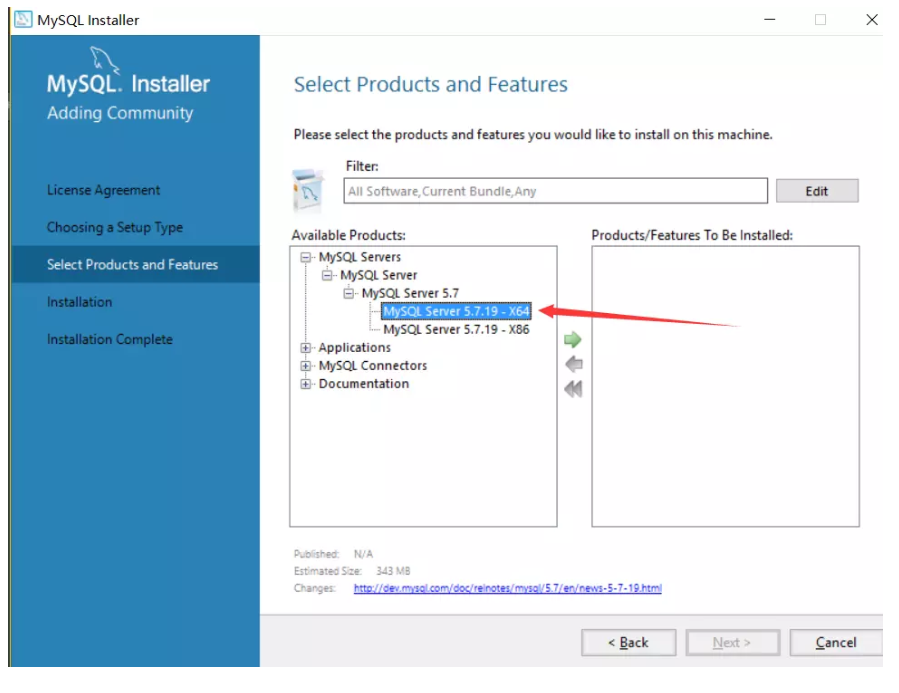 MySQL Installer
MySQL. Installer
Adding Community
License Agreement
Choosing a Setup Type
Select Products and Features
Installation
Installation Complete
Select Products and Features
Please select the products and features you would like to install on this machine.
Filter:
All Software,Current Bundle,Any
Edit
Available Products:
MySQL Servers
MySQL Server
MySQL Server 5.7
MySQL Server 5.7.19 - X64
MySQL Server 5.7.19 - X86
Applications
MySQL Connectors
Documentation
Products/Features To Be Installed:
Published: N/A
Estimated Size: 343 MB
Changes: http://dev.mysql.com/doc/relnotes/mysql/5.7/en/news-5-7-19.html
< Back
Next >
Cancel